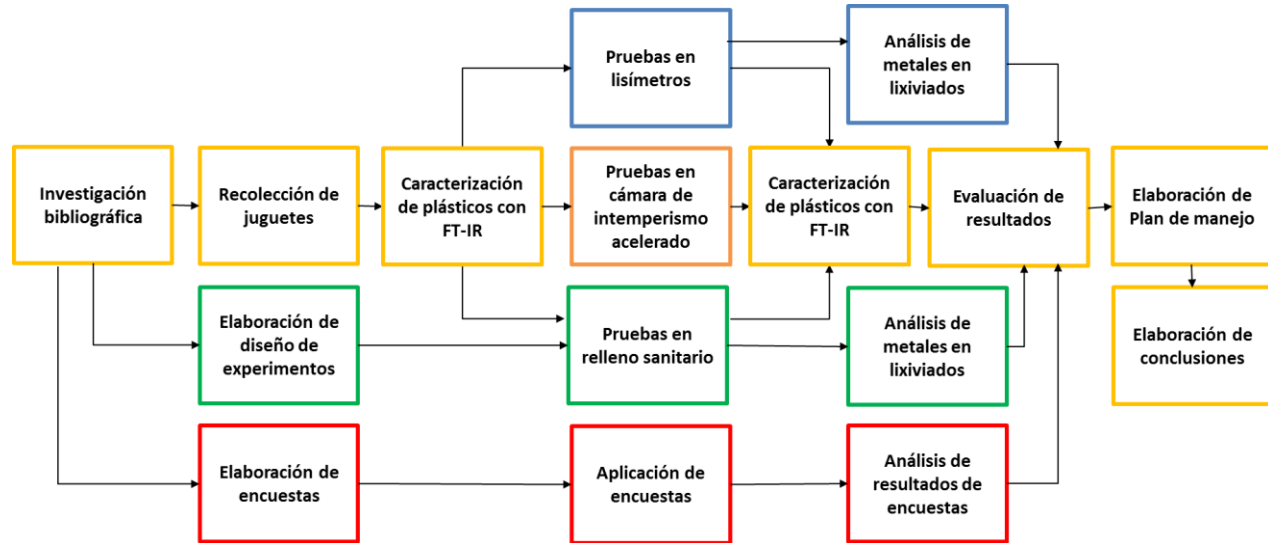 Pruebas en
lisímetros
Análisis de
metales en
lixiviados
Investigación
bibliográfica
Recolección de
juguetes
Caracterización
de plásticos con
FT-IR
Pruebas en
cámara de
intemperismo
acelerado
Caracterización
de plásticos con
FT-IR
Evaluación de
resultados
Elaboración de
Plan de manejo
Elaboración de
diseño de
experimentos
Pruebas en
relleno sanitario
Análisis de
metales en
lixiviados
Elaboración de
conclusiones
Elaboración de
encuestas
Aplicación de
encuestas
Análisis de
resultados de
encuestas